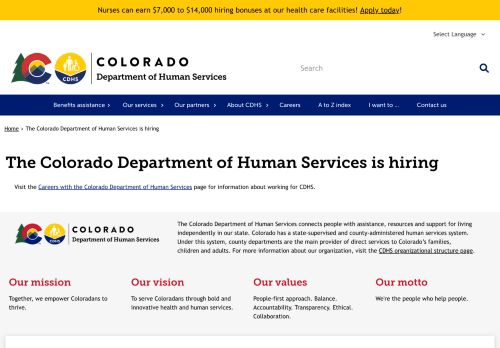 Nurses can earn $7,000 to $14,000 hiring bonuses at our health care facilities! Apply today!
Select Language
COLORADO
Department of Human Services
CDHS
Search
Benefits assistance
Our services
Our partners
About CDHS
Careers
A to Z index
I want to ...
Contact us
Home › The Colorado Department of Human Services is hiring
The Colorado Department of Human Services is hiring
Visit the Careers with the Colorado Department of Human Services page for information about working for CDHS.
COLORADO
Department of Human Services
CDHS
The Colorado Department of Human Services connects people with assistance, resources and support for living
independently in our state. Colorado has a state-supervised and county-administered human services system.
Under this system, county departments are the main provider of direct services to Colorado's families,
children and adults. For more information about our organization, visit the CDHS organizational structure page.
Our mission
Together, we empower Coloradans to
thrive.
Our vision
To serve Coloradans through bold and
innovative health and human services.
Our values
People-first approach. Balance.
Accountability. Transparency. Ethical.
Collaboration.
Our motto
We're the people who help people.